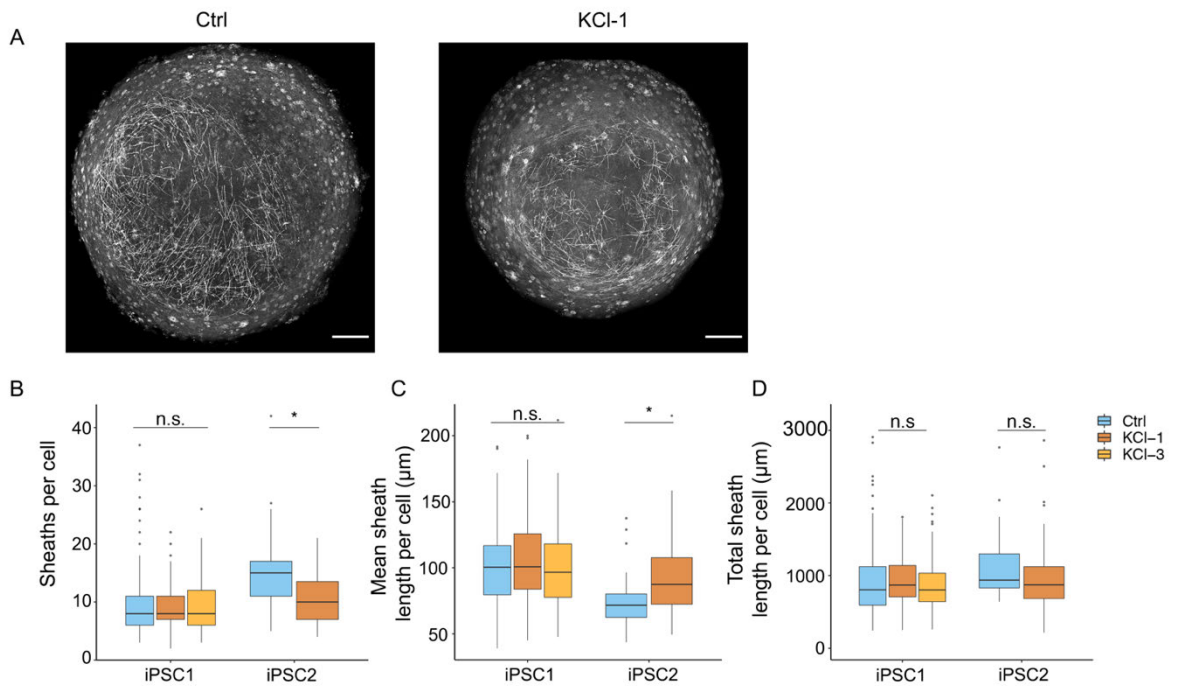 Ctrl
KCl-1
A
B
C
D
Sheaths per cell
40
30
20
10
0
n.s.
*
iPSC1
iPSC2
Mean sheath
length per cell (µm)
200
150
100
50
n.s.
*
iPSC1
iPSC2
Total sheath
length per cell (µm)
3000
2000
1000
0
n.s
n.s.
iPSC1
iPSC2
Ctrl
KCl−1
KCl−3